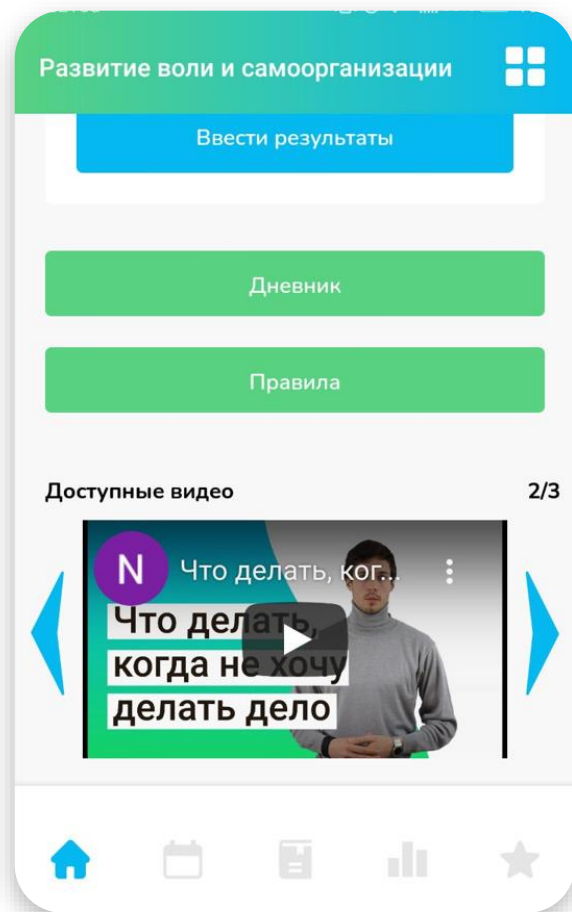 Развитие воли и самоорганизации
Ввести результаты
Дневник
Правила
Доступные видео 2/3
N Что делать, ког...
Что делать,
когда не хочу
делать дело